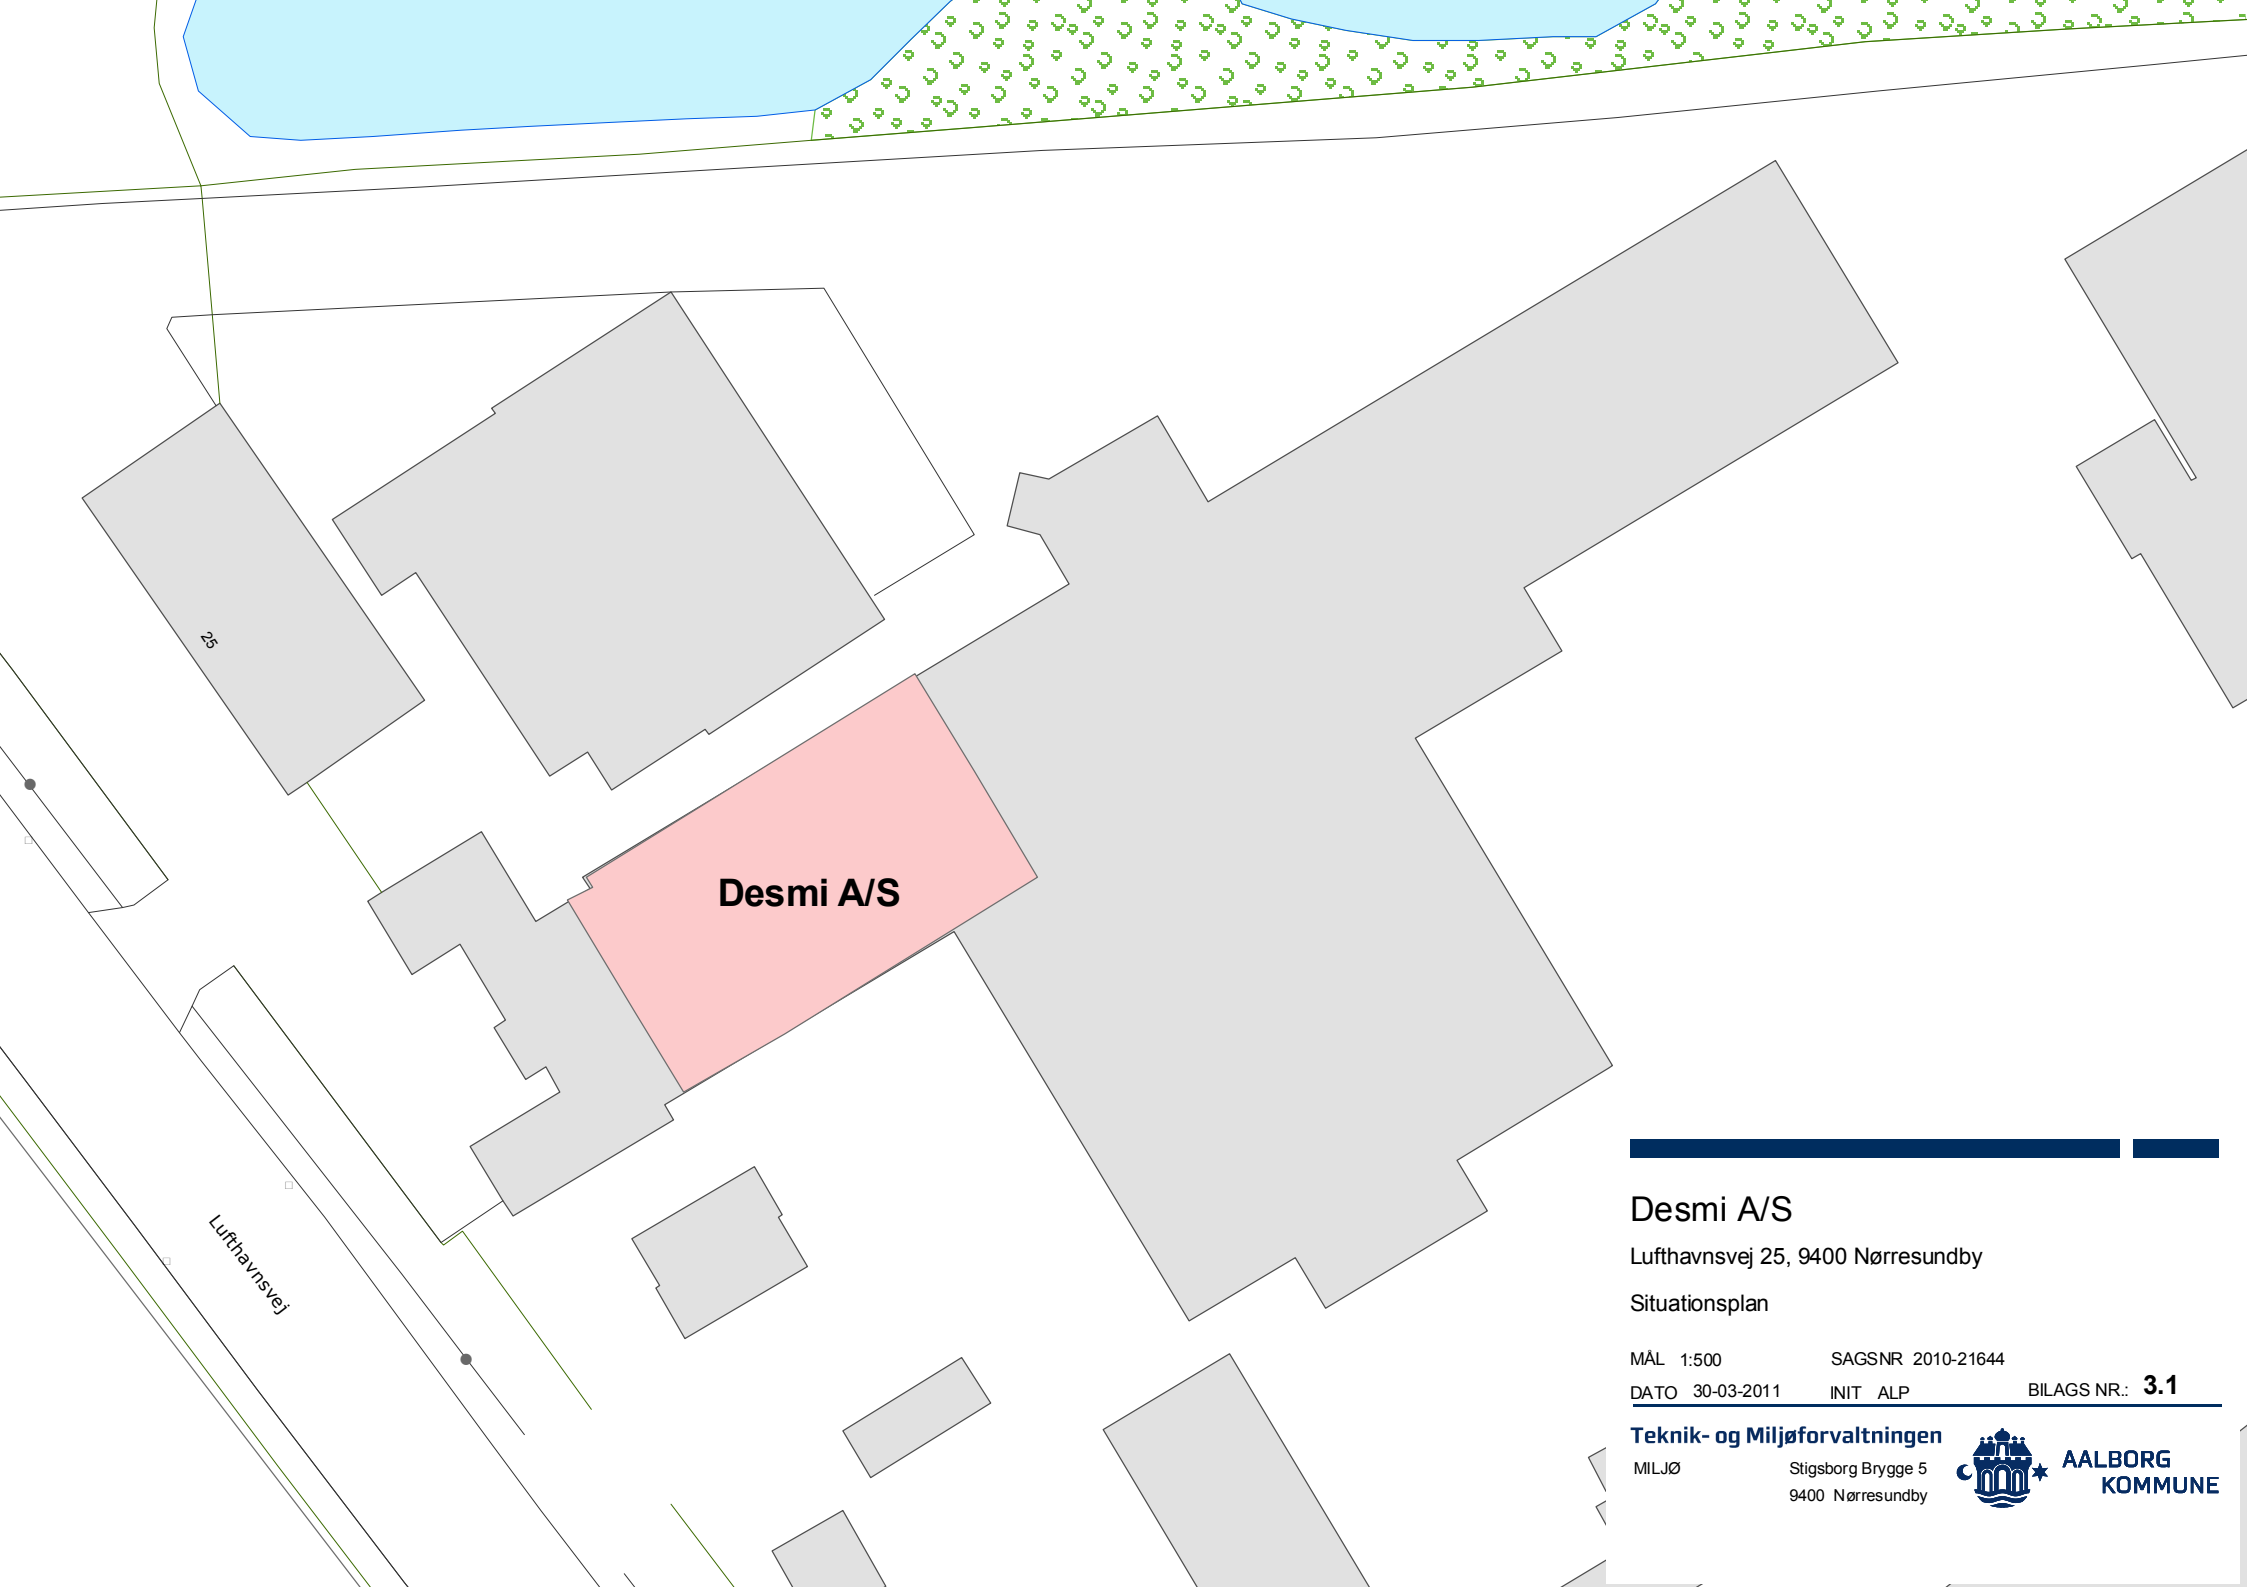 25
Desmi A/S
Lufthavnsvej
Desmi A/S
Lufthavnsvej 25, 9400 Nørresundby
Situationsplan
MÅL 1:500 SAGSNR 2010-21644
DATO 30-03-2011 INIT ALP BILAGS NR.: 3.1
Teknik- og Miljøforvaltningen
MILJØ Stigsborg Brygge 5
9400 Nørresundby
AALBORG
KOMMUNE